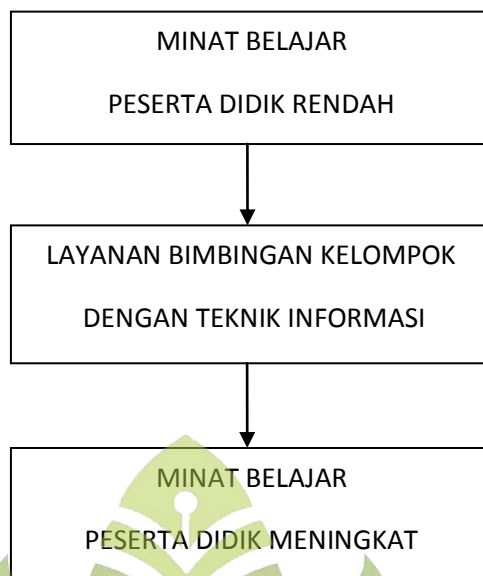 MINAT BELAJAR
PESERTA DIDIK RENDAH
LAYANAN BIMBINGAN KELOMPOK
DENGAN TEKNIK INFORMASI
MINAT BELAJAR
PESERTA DIDIK MENINGKAT